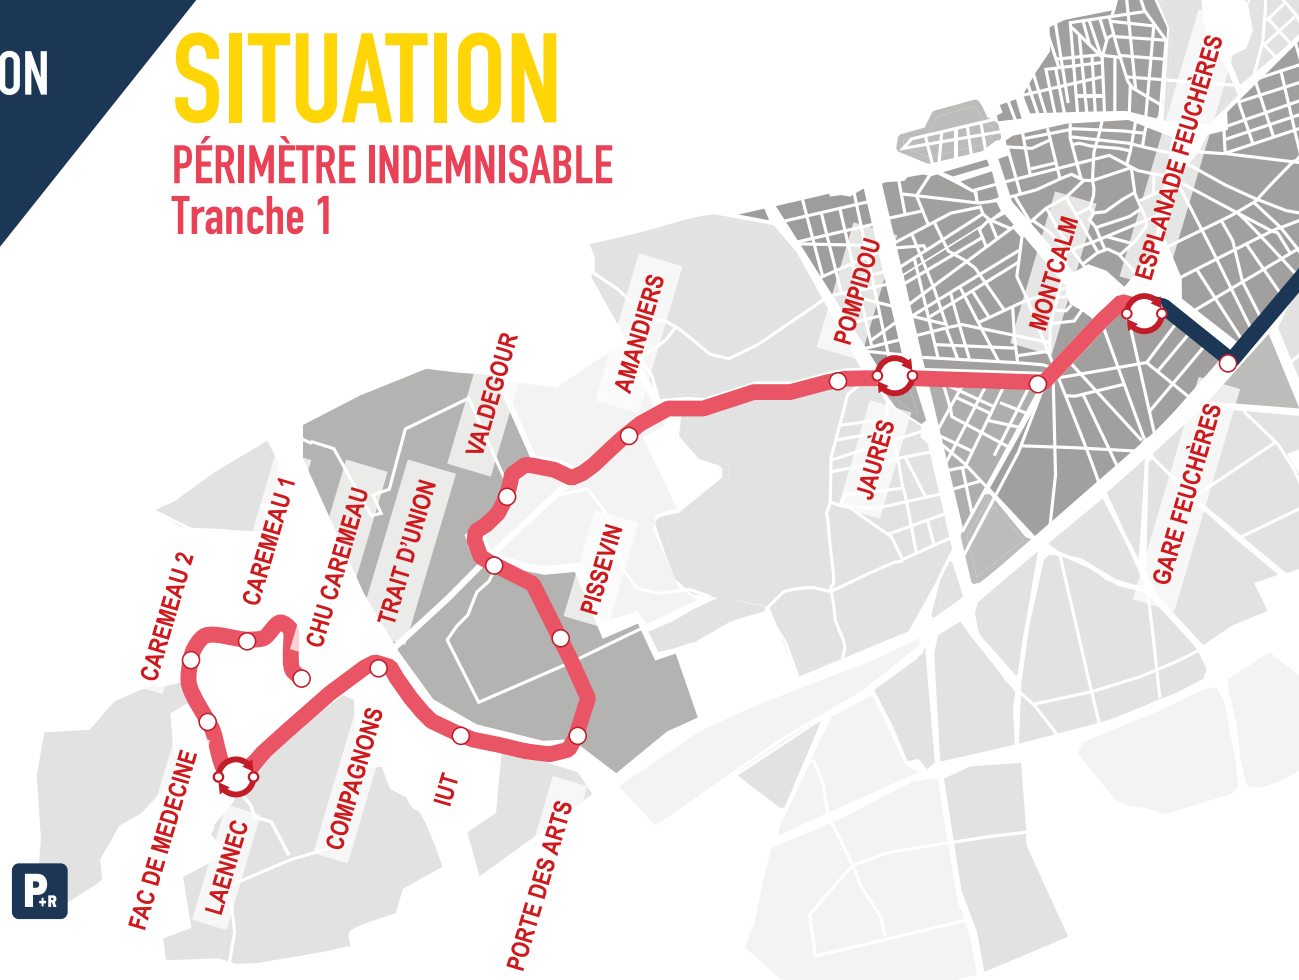 ON
SITUATION
PÉRIMÈTRE INDEMNISABLE
Tranche 1
ESPLANADE FEUCHÈRES
MONTCALM
POMPIDOU
AMANDIERS
VALDEGOUR
JAURÈS
GARE FEUCHÈRES
CAREMEAU 1
CHU CAREMEAU
TRAIT D'UNION
PISSEVIN
CAREMEAU 2
COMPAGNONS
IUT
FAC DE MEDECINE
LAENNEC
PORTE DES ARTS
P+R